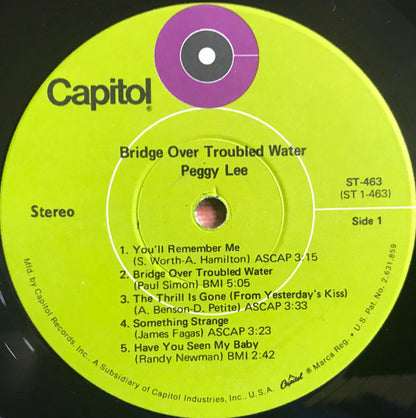 Capitol®
Bridge Over Troubled Water
Peggy Lee
ST-463
(ST 1-463)
Stereo
Side 1
1. You'll Remember Me
(S. Worth-A. Hamilton) ASCAP 3:15
2. Bridge Over Troubled Water
(Paul Simon) BMI 5:05
3. The Thrill Is Gone (From Yesterday's Kiss)
(A. Benson-D. Petite) ASCAP 3:33
4. Something Strange
(James Fagas) ASCAP 3:23
5. Have You Seen My Baby
(Randy Newman) BMI 2:42
Mfd. by Capitol Records, Inc., A Subsidiary of Capitol Industries, Inc., U.S.A. Capitol ® Marca Reg. • U.S. Pat. No. 2,631,859